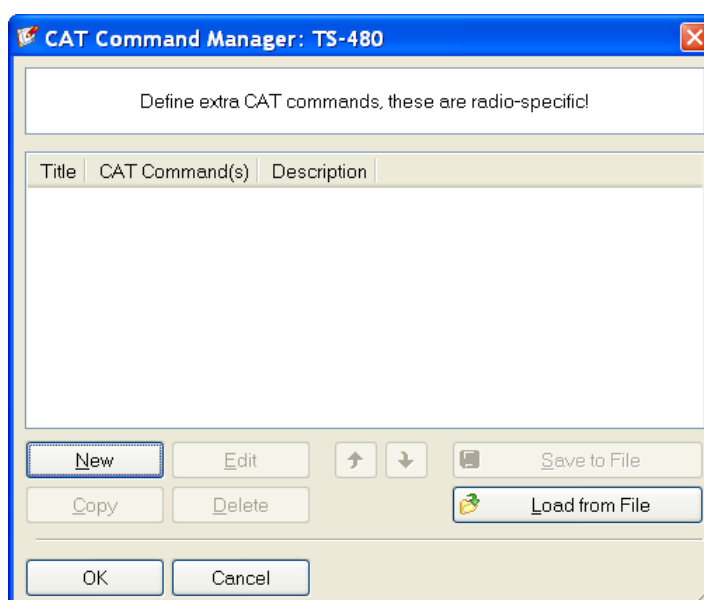 CAT Command Manager: TS-480
Define extra CAT commands, these are radio-specific!
Title CAT Command(s) Description
New Edit Save to File
Copy Delete Load from File
OK Cancel